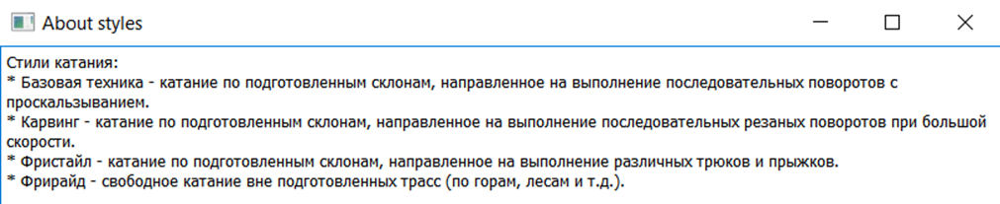 About styles
Стили катания:
* Базовая техника - катание по подготовленным склонам, направленное на выполнение последовательных поворотов с
проскальзыванием.
* Карвинг - катание по подготовленным склонам, направленное на выполнение последовательных резаных поворотов при большой
скорости.
* Фристайл - катание по подготовленным склонам, направленное на выполнение различных трюков и прыжков.
* Фрирайд - свободное катание вне подготовленных трасс (по горам, лесам и т.д.).